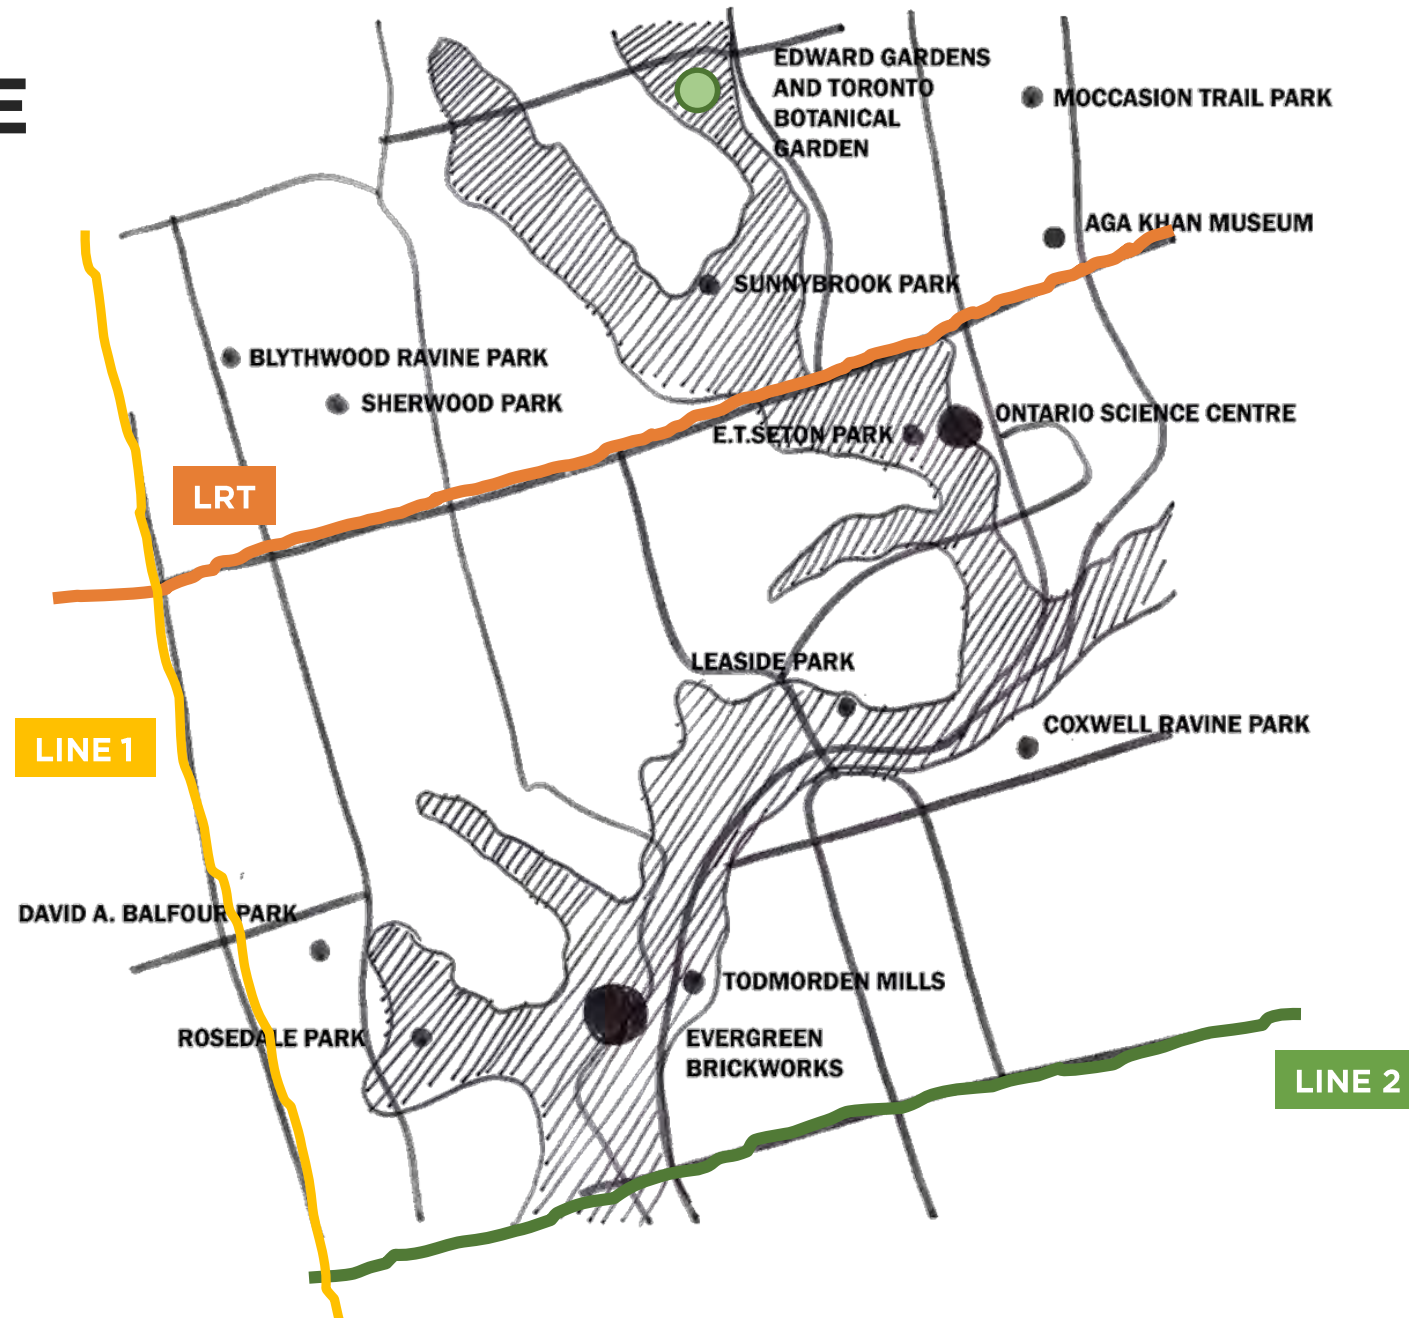 E
EDWARD GARDENS
AND TORONTO
BOTANICAL
GARDEN
MOCCASION TRAIL PARK
AGA KHAN MUSEUM
SUNNYBROOK PARK
BLYTHWOOD RAVINE PARK
SHERWOOD PARK
ONTARIO SCIENCE CENTRE
E.T.SETON PARK
LRT
LEASIDE PARK
COXWELL RAVINE PARK
LINE 1
DAVID A. BALFOUR PARK
TODMORDEN MILLS
ROSEDALE PARK
EVERGREEN
BRICKWORKS
LINE 2